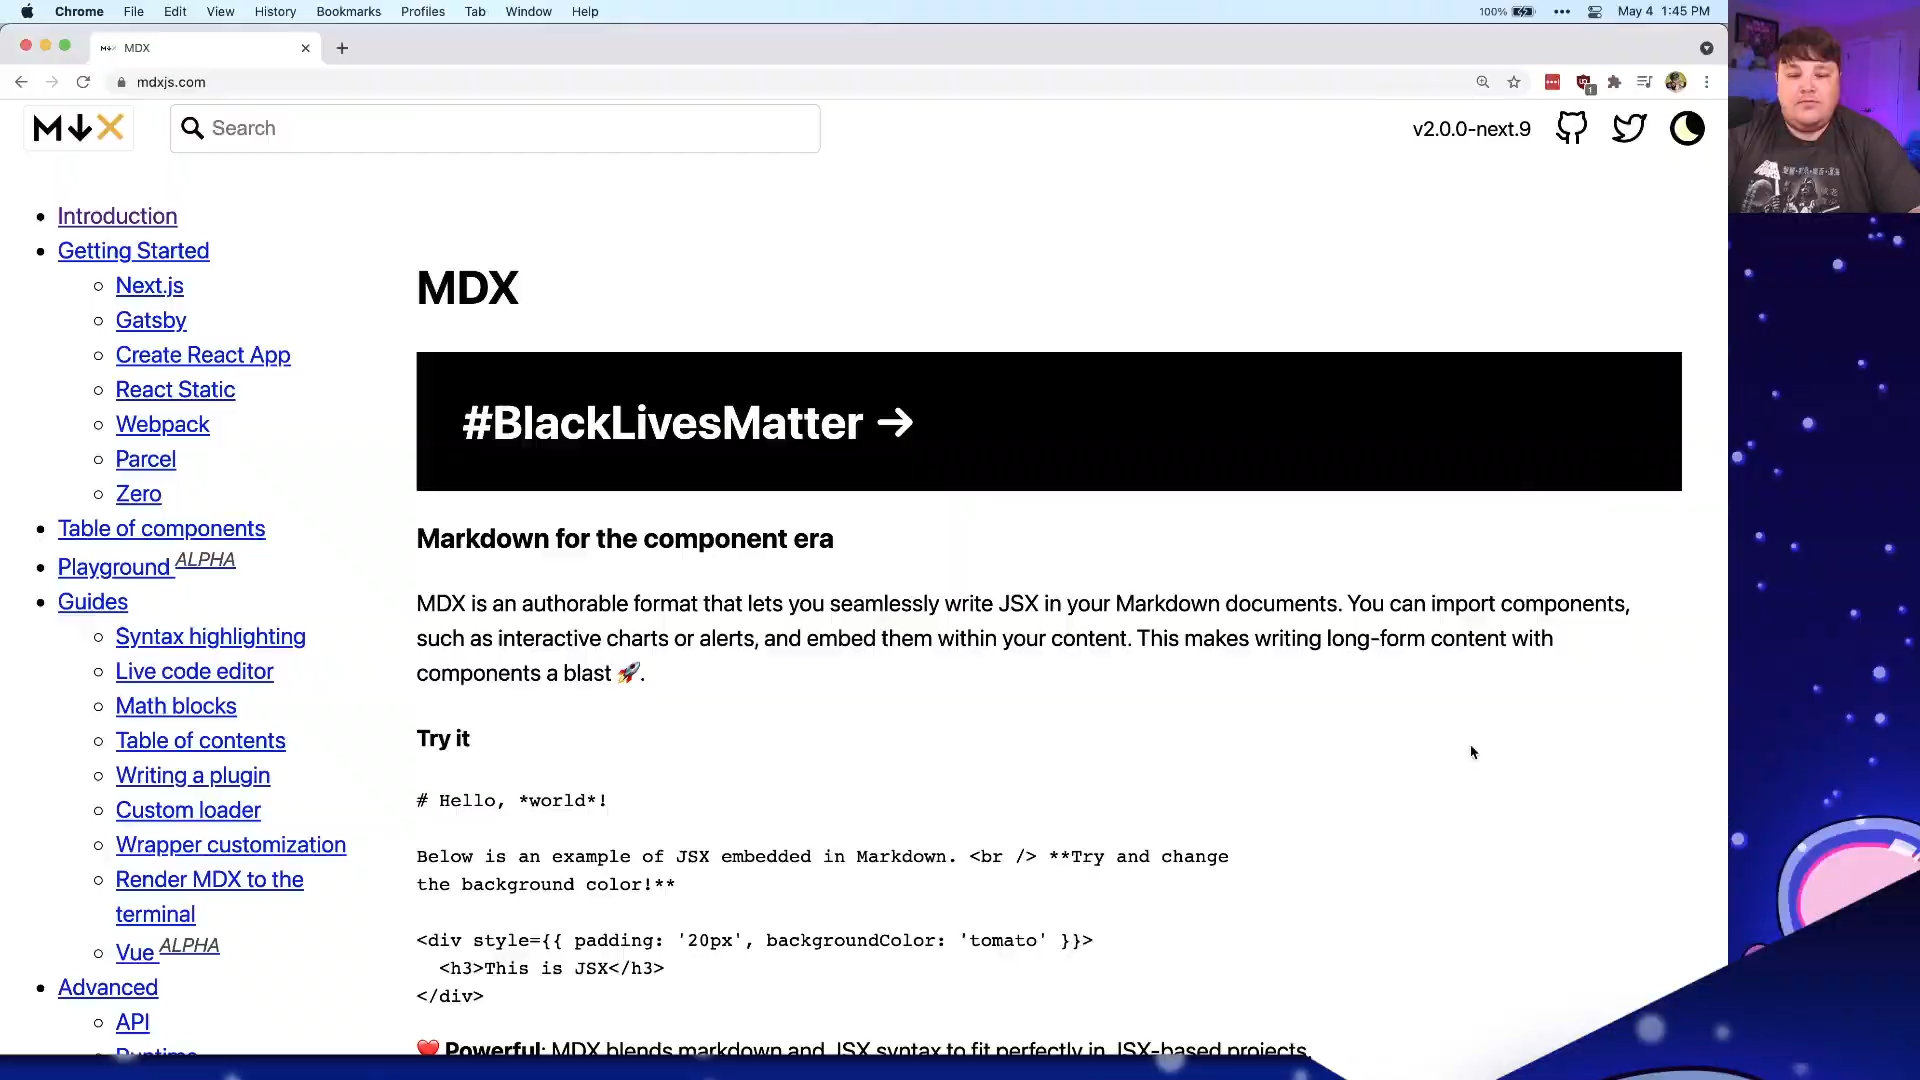 Chrome File Edit View History Bookmarks Profiles Tab Window Help 100% May 4 1:45 PM
MDX
mdxjs.com
M↓X Search v2.0.0-next.9
Introduction
Getting Started
Next.js
Gatsby
Create React App
React Static
Webpack
Parcel
Zero
Table of components
Playground ALPHA
Guides
Syntax highlighting
Live code editor
Math blocks
Table of contents
Writing a plugin
Custom loader
Wrapper customization
Render MDX to the
terminal
Vue ALPHA
Advanced
API
Runtime
MDX
#BlackLivesMatter →
Markdown for the component era
MDX is an authorable format that lets you seamlessly write JSX in your Markdown documents. You can import components,
such as interactive charts or alerts, and embed them within your content. This makes writing long-form content with
components a blast 🚀.
Try it
# Hello, *world*!
Below is an example of JSX embedded in Markdown. <br /> **Try and change
the background color!**
<div style={{ padding: '20px', backgroundColor: 'tomato' }}>
<h3>This is JSX</h3>
</div>
❤️ Powerful: MDX blends markdown and JSX syntax to fit perfectly in JSX-based projects.